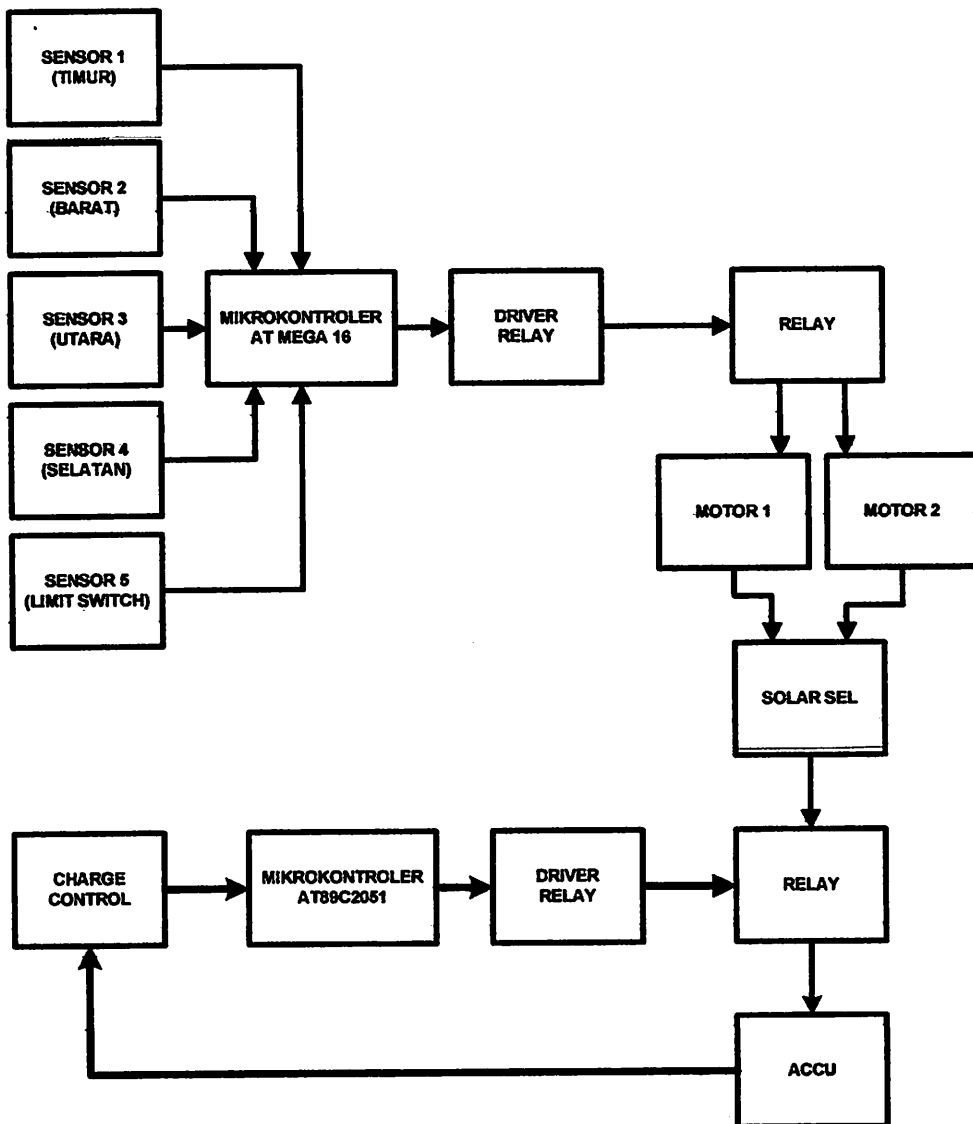 SENSOR 1
(TIMUR)
SENSOR 2
(BARAT)
SENSOR 3
(UTARA)
SENSOR 4
(SELATAN)
SENSOR 5
(LIMIT SWITCH)
MIKROKONTROLER
AT MEGA 16
DRIVER
RELAY
RELAY
MOTOR 1
MOTOR 2
SOLAR SEL
CHARGE
CONTROL
MIKROKONTROLER
AT89C2051
DRIVER
RELAY
RELAY
ACCU